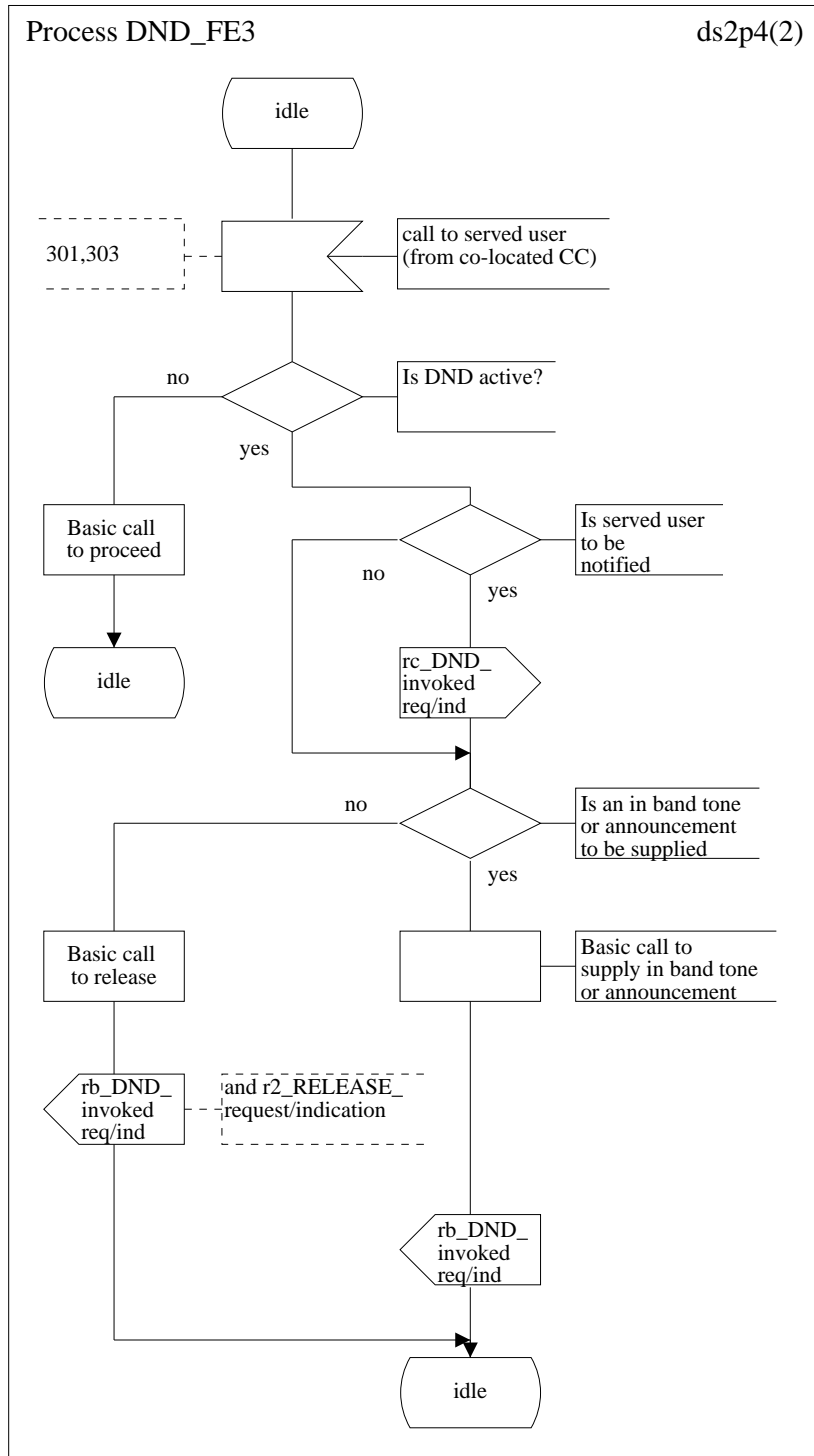 Process DND_FE3
ds2p4(2)
idle
301,303
call to served user
(from co-located CC)
no
Is DND active?
yes
Basic call
to proceed
Is served user
to be
notified
no
yes
idle
rc_DND_
invoked
req/ind
no
Is an in band tone
or announcement
to be supplied
yes
Basic call
to release
Basic call to
supply in band tone
or announcement
rb_DND_
invoked
req/ind
and r2_RELEASE_
request/indication
rb_DND_
invoked
req/ind
idle